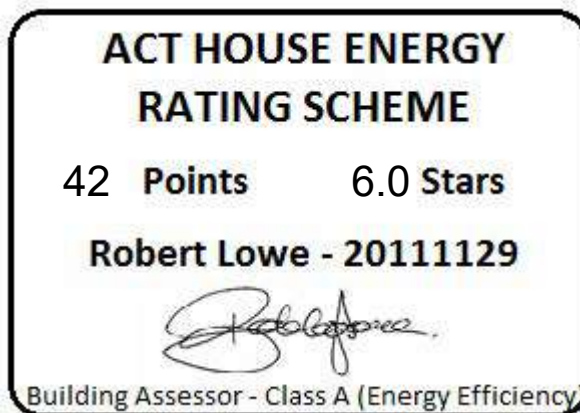 ACT HOUSE ENERGY
RATING SCHEME
42 Points 6.0 Stars
Robert Lowe - 20111129
Building Assessor - Class A (Energy Efficiency)